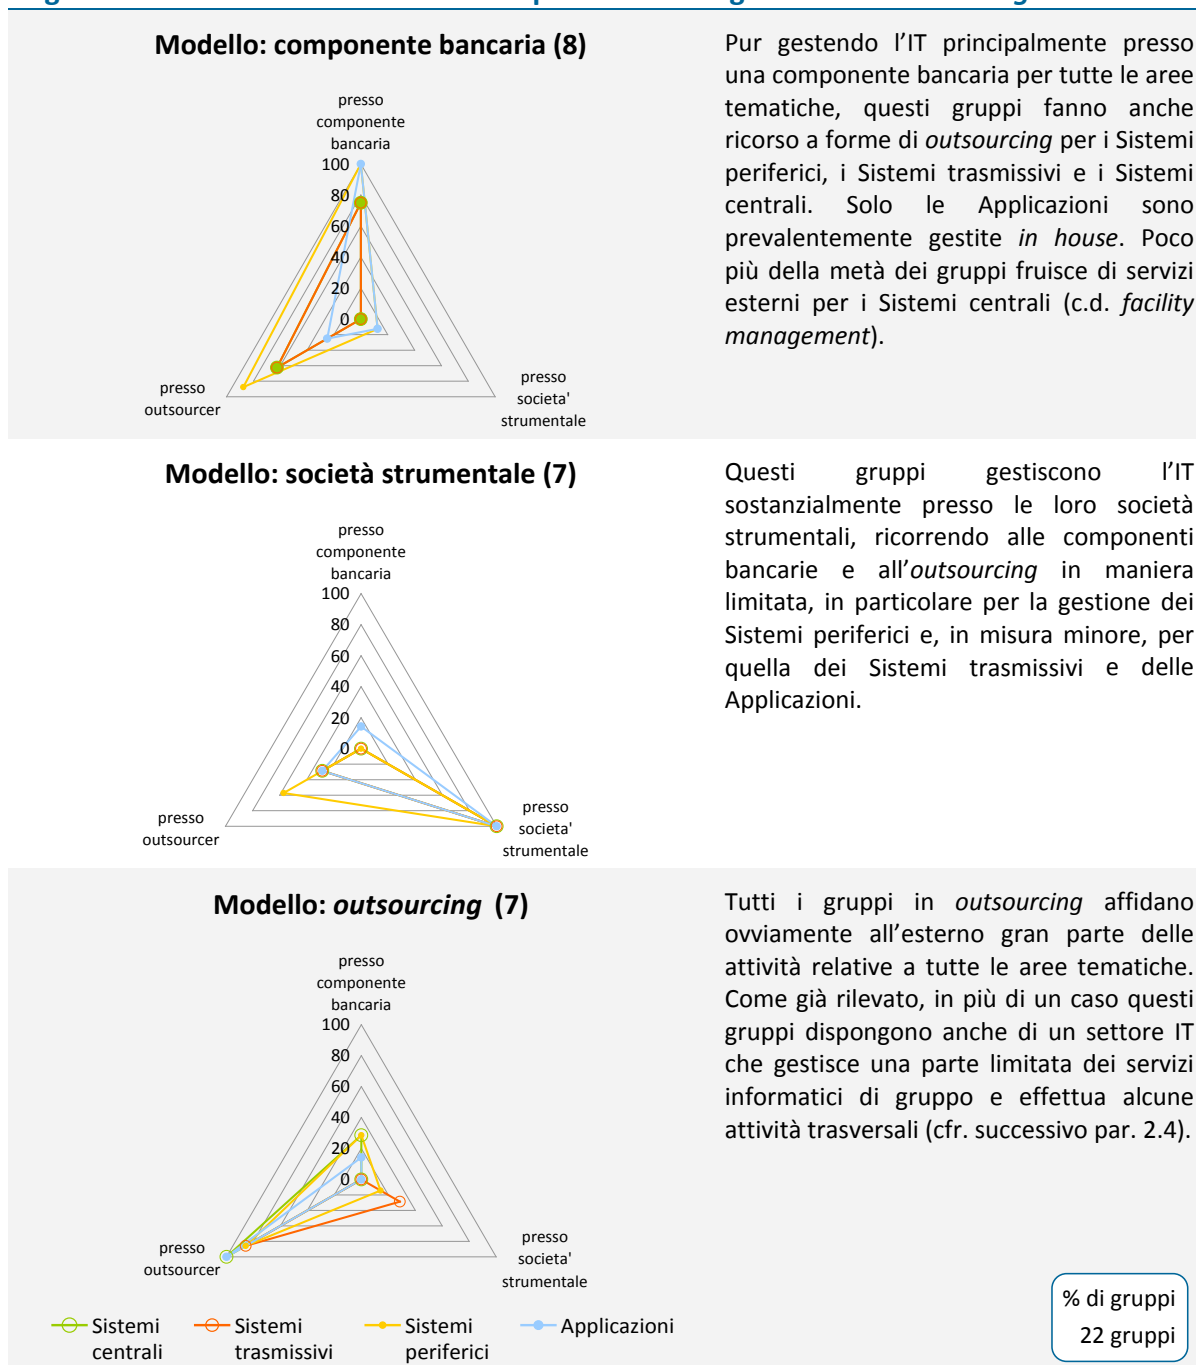 Modello: componente bancaria (8)
presso
componente
bancaria
100
80
60
40
20
0
presso
outsourcer
presso
societa'
strumentale
Pur gestendo l’IT principalmente presso
una componente bancaria per tutte le aree
tematiche, questi gruppi fanno anche
ricorso a forme di outsourcing per i Sistemi
periferici, i Sistemi trasmissivi e i Sistemi
centrali. Solo le Applicazioni sono
prevalentemente gestite in house. Poco
più della metà dei gruppi fruisce di servizi
esterni per i Sistemi centrali (c.d. facility
management).
Modello: società strumentale (7)
presso
componente
bancaria
100
80
60
40
20
0
presso
outsourcer
presso
societa'
strumentale
Questi gruppi gestiscono l’IT
sostanzialmente presso le loro società
strumentali, ricorrendo alle componenti
bancarie e all’outsourcing in maniera
limitata, in particolare per la gestione dei
Sistemi periferici e, in misura minore, per
quella dei Sistemi trasmissivi e delle
Applicazioni.
Modello: outsourcing (7)
presso
componente
bancaria
100
80
60
40
20
0
presso
outsourcer
presso
societa'
strumentale
Tutti i gruppi in outsourcing affidano
ovviamente all’esterno gran parte delle
attività relative a tutte le aree tematiche.
Come già rilevato, in più di un caso questi
gruppi dispongono anche di un settore IT
che gestisce una parte limitata dei servizi
informatici di gruppo e effettua alcune
attività trasversali (cfr. successivo par. 2.4).
Sistemi
centrali
Sistemi
trasmissivi
Sistemi
periferici
Applicazioni
% di gruppi
22 gruppi